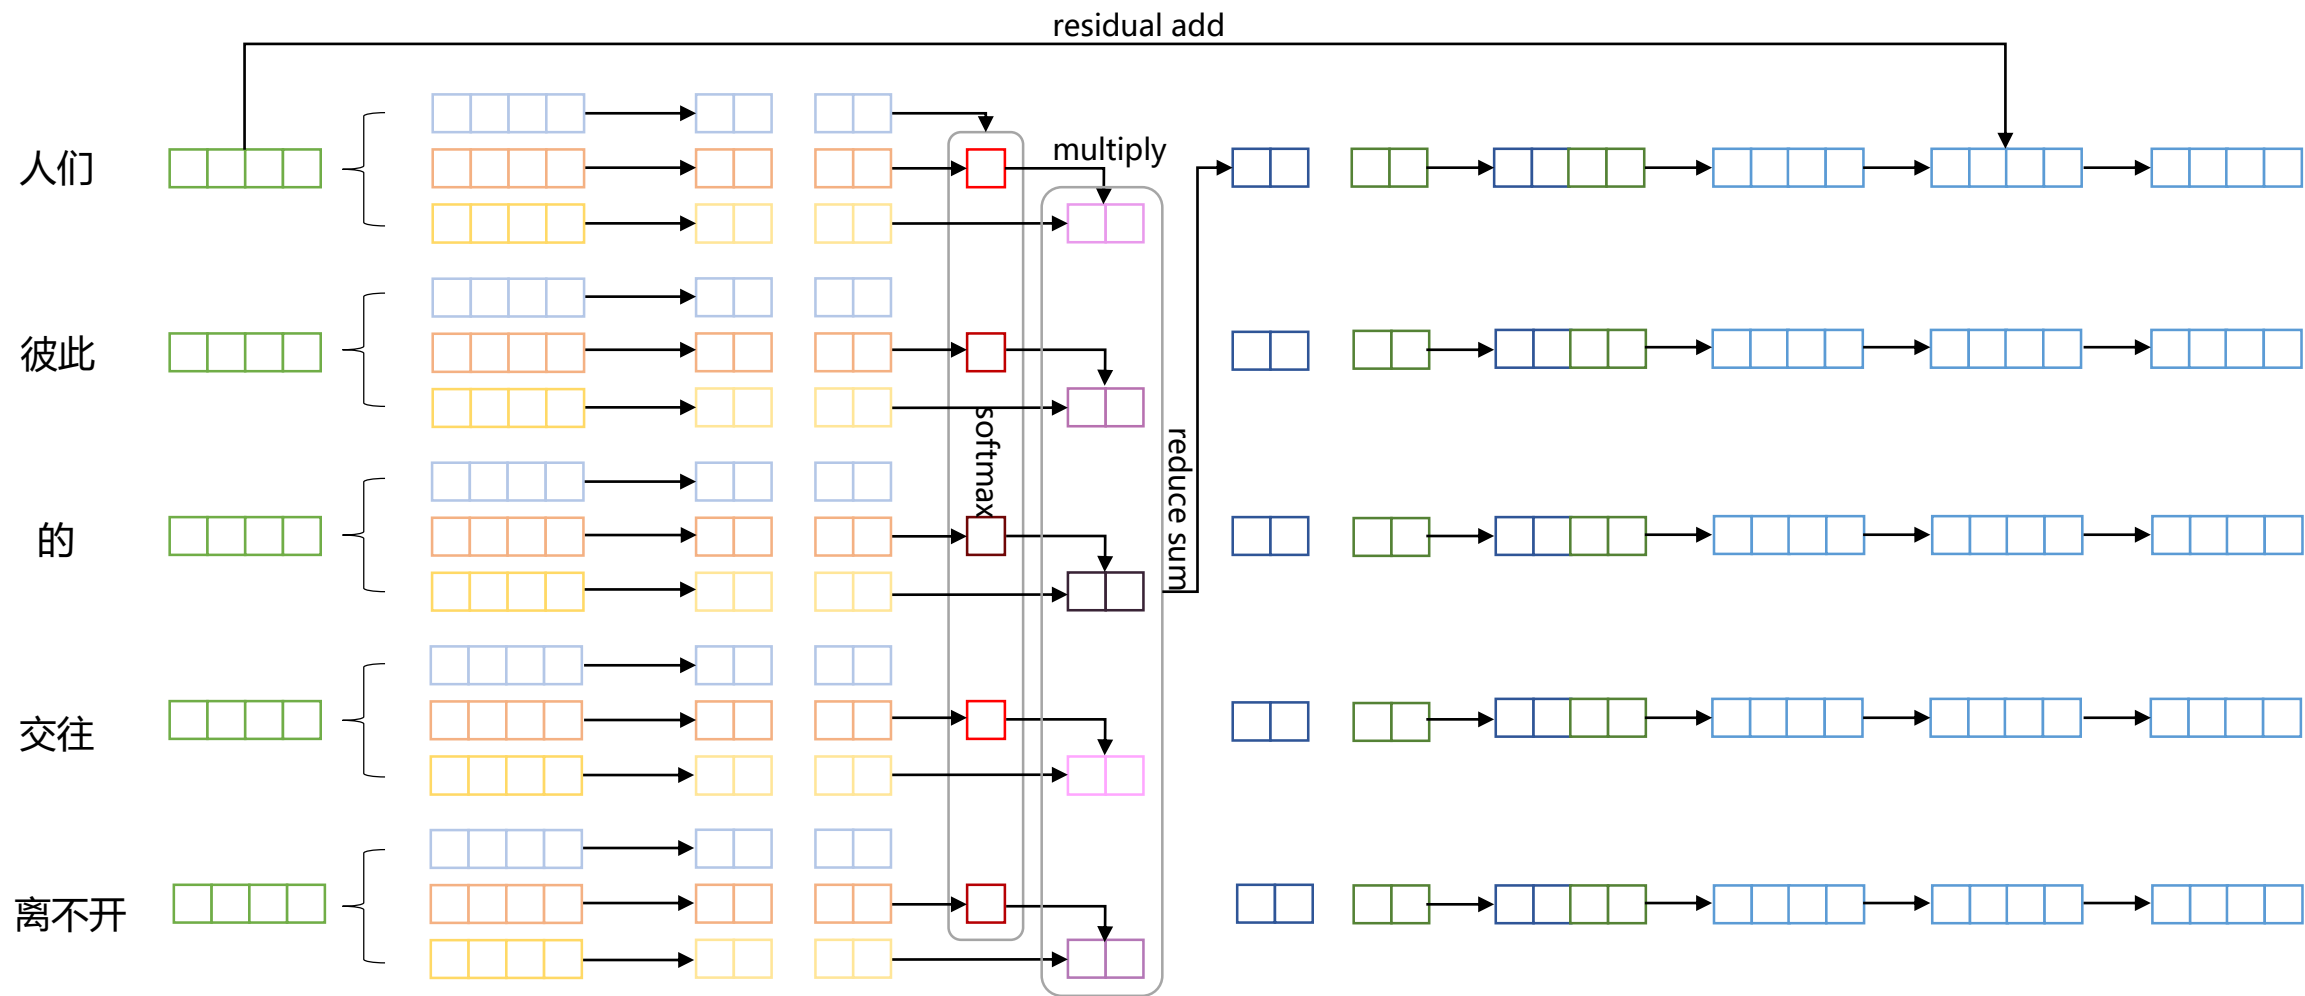 residual add
人们
multiply
彼此
softmax
reduce sum
的
交往
离不开